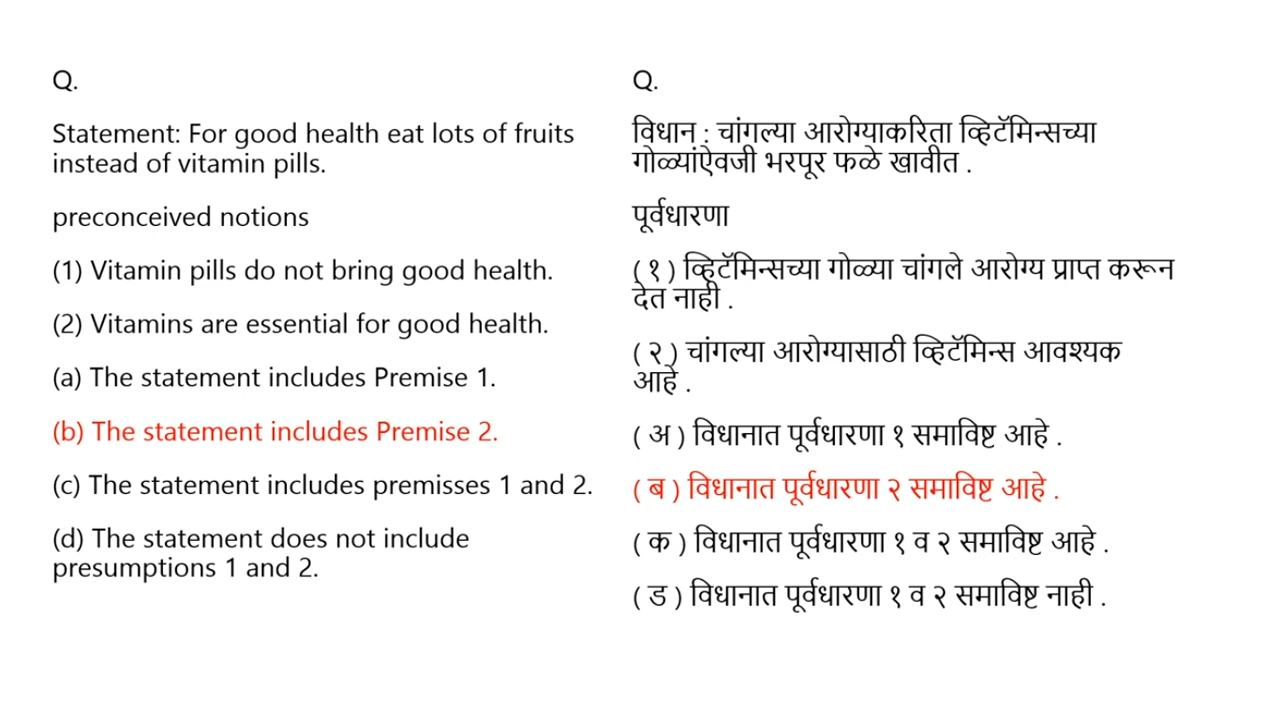 Q.
Statement: For good health eat lots of fruits
instead of vitamin pills.
preconceived notions
(1) Vitamin pills do not bring good health.
(2) Vitamins are essential for good health.
(a) The statement includes Premise 1.
(b) The statement includes Premise 2.
(c) The statement includes premisses 1 and 2.
(d) The statement does not include
presumptions 1 and 2.
Q.
विधान : चांगल्या आरोग्याकरिता व्हिटॅमिन्सच्या
गोळ्यांऐवजी भरपूर फळे खावीत .
पूर्वधारणा
( १ ) व्हिटॅमिन्सच्या गोळ्या चांगले आरोग्य प्राप्त करून
देत नाही .
( २ ) चांगल्या आरोग्यासाठी व्हिटॅमिन्स आवश्यक
आहे .
( अ ) विधानात पूर्वधारणा १ समाविष्ट आहे .
( ब ) विधानात पूर्वधारणा २ समाविष्ट आहे .
( क ) विधानात पूर्वधारणा १ व २ समाविष्ट आहे .
( ड ) विधानात पूर्वधारणा १ व २ समाविष्ट नाही .